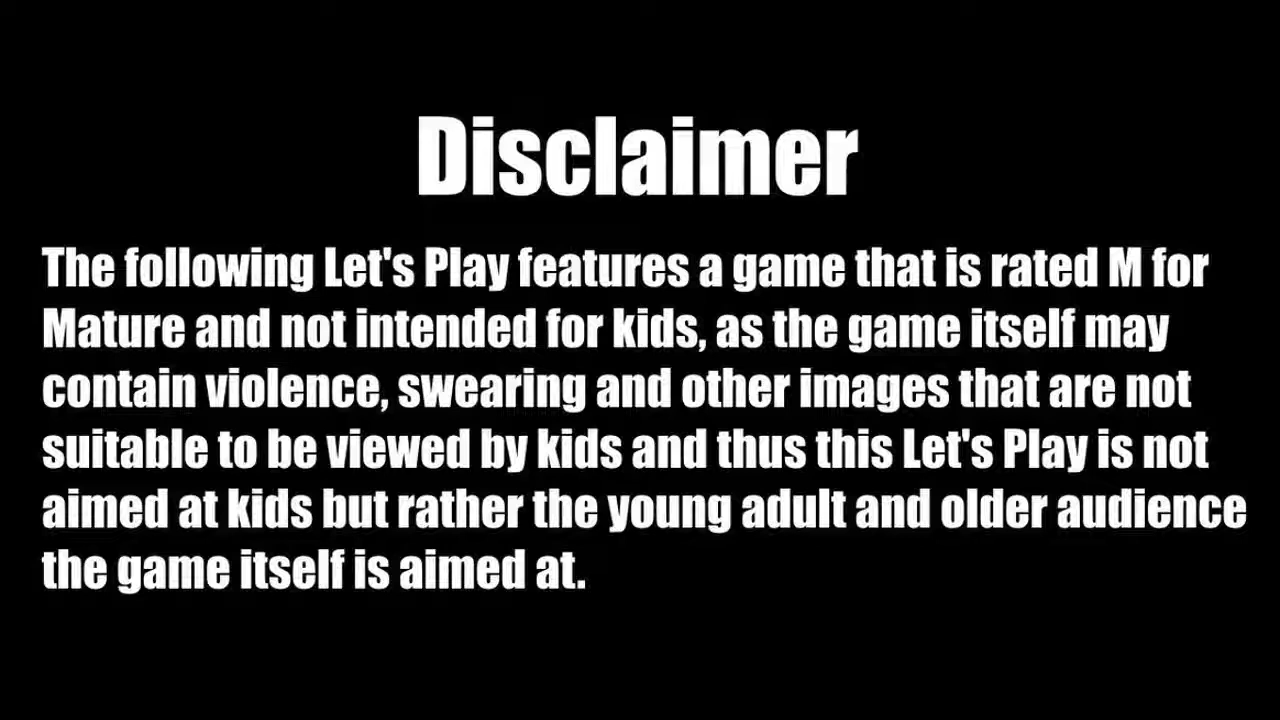 Disclaimer
The following Let's Play features a game that is rated M for
Mature and not intended for kids, as the game itself may
contain violence, swearing and other images that are not
suitable to be viewed by kids and thus this Let's Play is not
aimed at kids but rather the young adult and older audience
the game itself is aimed at.